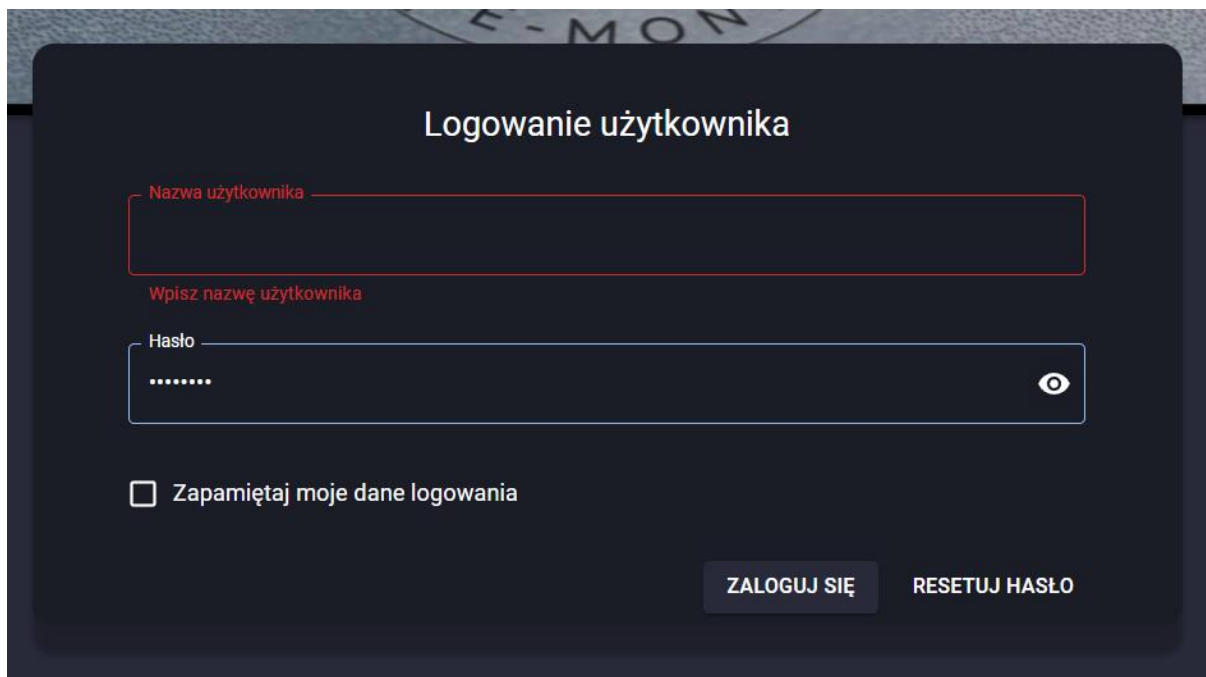 E-MON
Logowanie użytkownika
Nazwa użytkownika
Wpisz nazwę użytkownika
Hasło
••••••••
Zapamiętaj moje dane logowania
ZALOGUJ SIĘ
RESETUJ HASŁO